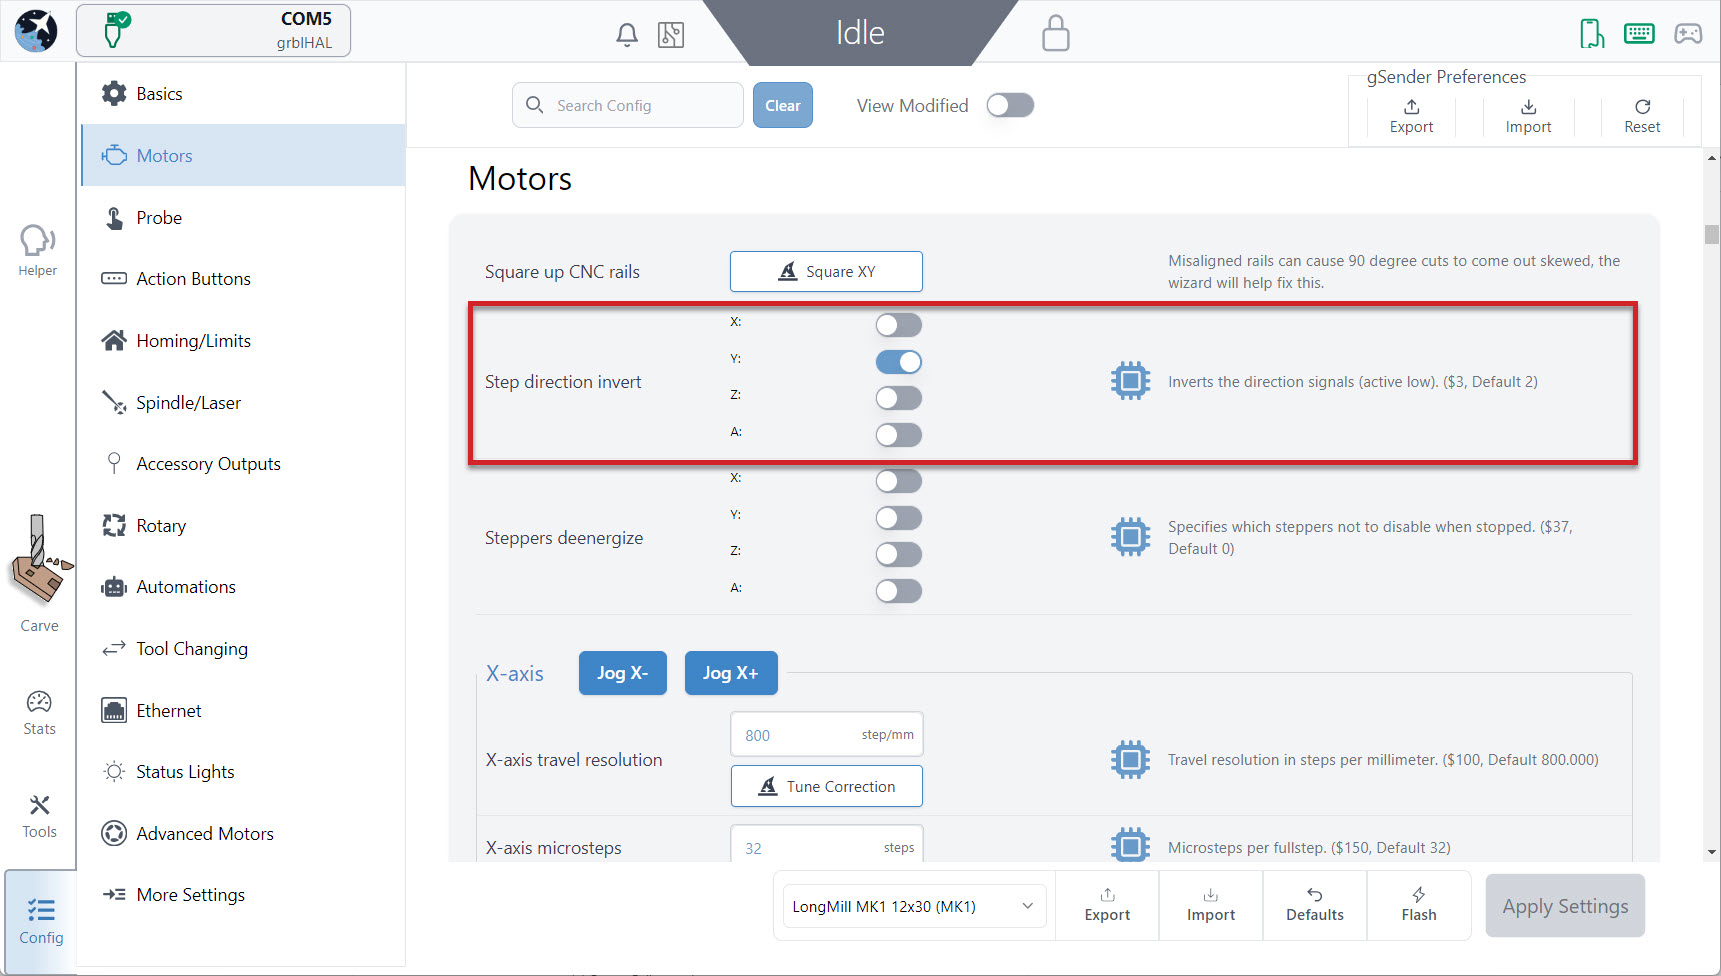 COM5
grblHAL
Idle
Basics
Motors
Probe
Action Buttons
Homing/Limits
Spindle/Laser
Accessory Outputs
Rotary
Automations
Tool Changing
Ethernet
Status Lights
Advanced Motors
More Settings
Helper
Carve
Stats
Tools
Config
Search Config
Clear
View Modified
gSender Preferences
Export
Import
Reset
Motors
Square up CNC rails
Square XY
Misaligned rails can cause 90 degree cuts to come out skewed, the
wizard will help fix this.
Step direction invert
X:
Y:
Z:
A:
Inverts the direction signals (active low). ($3, Default 2)
Steppers deenergize
X:
Y:
Z:
A:
Specifies which steppers not to disable when stopped. ($37,
Default 0)
X-axis
Jog X-
Jog X+
X-axis travel resolution
800
step/mm
Tune Correction
Travel resolution in steps per millimeter. ($100, Default 800.000)
X-axis microsteps
32
steps
Microsteps per fullstep. ($150, Default 32)
LongMill MK1 12x30 (MK1)
Export
Import
Defaults
Flash
Apply Settings